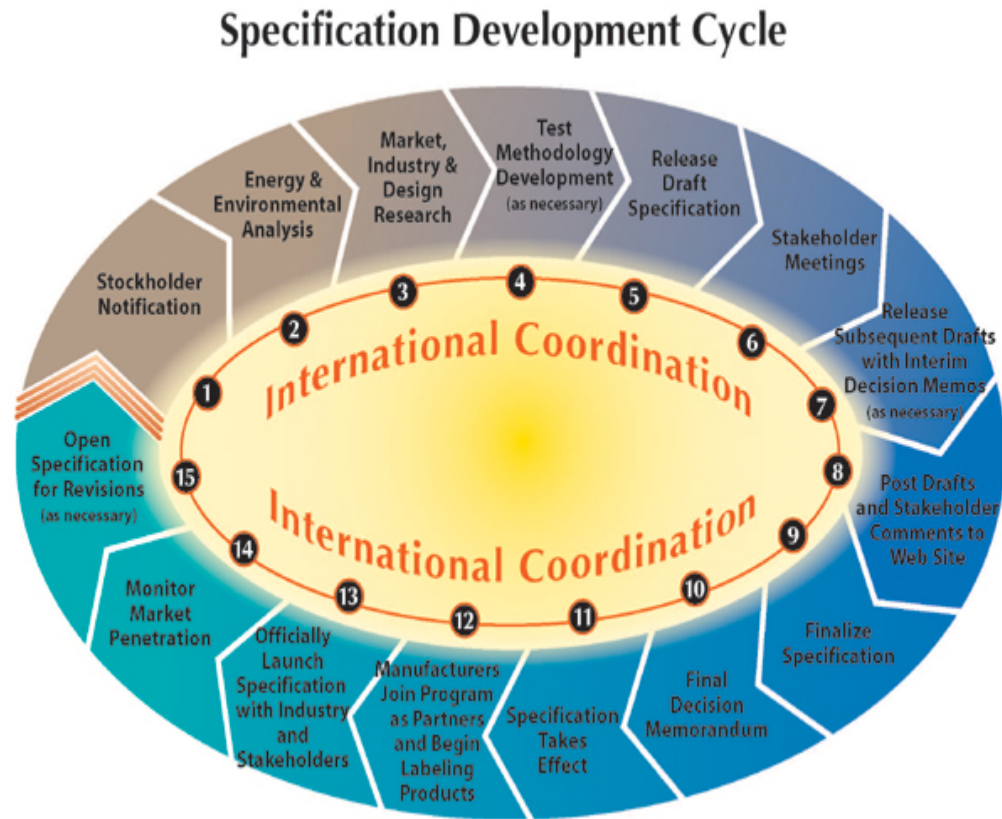 Specification Development Cycle
Stockholder
Notification
Energy &
Environmental
Analysis
Market,
Industry &
Design
Research
Test
Methodology
Development
(as necessary)
Release
Draft
Specification
Stakeholder
Meetings
Release
Subsequent Drafts
with Interim
Decision Memos
(as necessary)
Post Drafts
and Stakeholder
Comments to
Web Site
Finalize
Specification
Final
Decision
Memorandum
Specification
Takes
Effect
Manufacturers
Join Program
as Partners
and Begin
Labeling
Products
Officially
Launch
Specification
with Industry
and
Stakeholders
Monitor
Market
Penetration
Open
Specification
for Revisions
(as necessary)
1
2
3
4
5
6
7
8
9
10
11
12
13
14
15
International Coordination
International Coordination